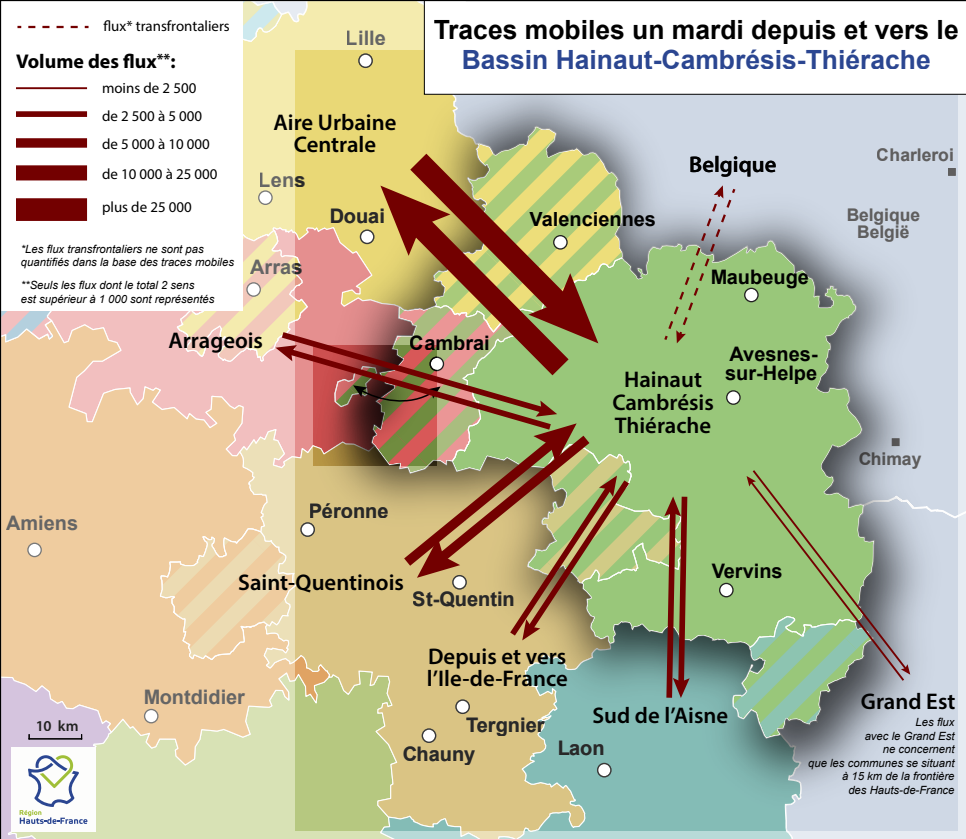 Traces mobiles un mardi depuis et vers le
Bassin Hainaut-Cambrésis-Thiérache
flux* transfrontaliers
Volume des flux**:
moins de 2 500
de 2 500 à 5 000
de 5 000 à 10 000
de 10 000 à 25 000
plus de 25 000
*Les flux transfrontaliers ne sont pas
quantifiés dans la base des traces mobiles
**Seuls les flux dont le total 2 sens
est supérieur à 1 000 sont représentés
Lille
Aire Urbaine
Centrale
Lens
Douai
Valenciennes
Belgique
Charleroi
Belgique
België
Arras
Maubeuge
Arrageois
Cambrai
Avesnes-
sur-Helpe
Hainaut
Cambrésis
Thiérache
Chimay
Amiens
Péronne
Saint-Quentinois
St-Quentin
Vervins
Depuis et vers
l'Ile-de-France
Montdidier
Tergnier
Chauny
Sud de l'Aisne
Laon
Grand Est
Les flux
avec le Grand Est
ne concernent
que les communes se situant
à 15 km de la frontière
des Hauts-de-France
10 km
Région
Hauts-de-France